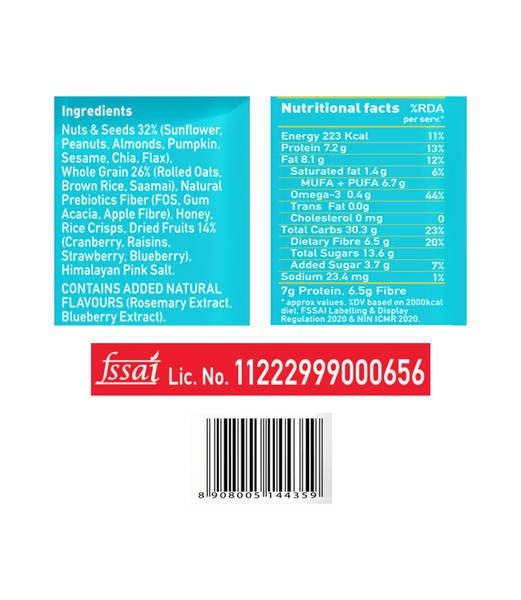 Ingredients
Nuts & Seeds 32% (Sunflower,
Peanuts, Almonds, Pumpkin,
Sesame, Chia, Flax),
Whole Grain 26% (Rolled Oats,
Brown Rice, Saamai), Natural
Prebiotics Fiber (FOS, Gum
Acacia, Apple Fibre), Honey,
Rice Crisps, Dried Fruits 14%
(Cranberry, Raisins,
Strawberry, Blueberry),
Himalayan Pink Salt.
CONTAINS ADDED NATURAL
FLAVOURS (Rosemary Extract,
Blueberry Extract).
Nutritional facts %RDA
per serv.*
Energy 223 Kcal 11%
Protein 7.2 g 13%
Fat 8.1 g 12%
Saturated fat 1.4 g 6%
MUFA + PUFA 6.7 g
Omega-3 0.4 g 44%
Trans Fat 0.0g
Cholesterol 0 mg 0
Total Carbs 30.3 g 23%
Dietary Fibre 6.5 g 20%
Total Sugars 13.6 g
Added Sugar 3.7 g 7%
Sodium 23.4 mg 1%
7g Protein, 6.5g Fibre
* approx values. %DV based on 2000kcal
diet, FSSAI Labelling & Display
Regulation 2020 & NIN ICMR 2020.
fssai Lic. No. 11222999000656
8 908005 144359